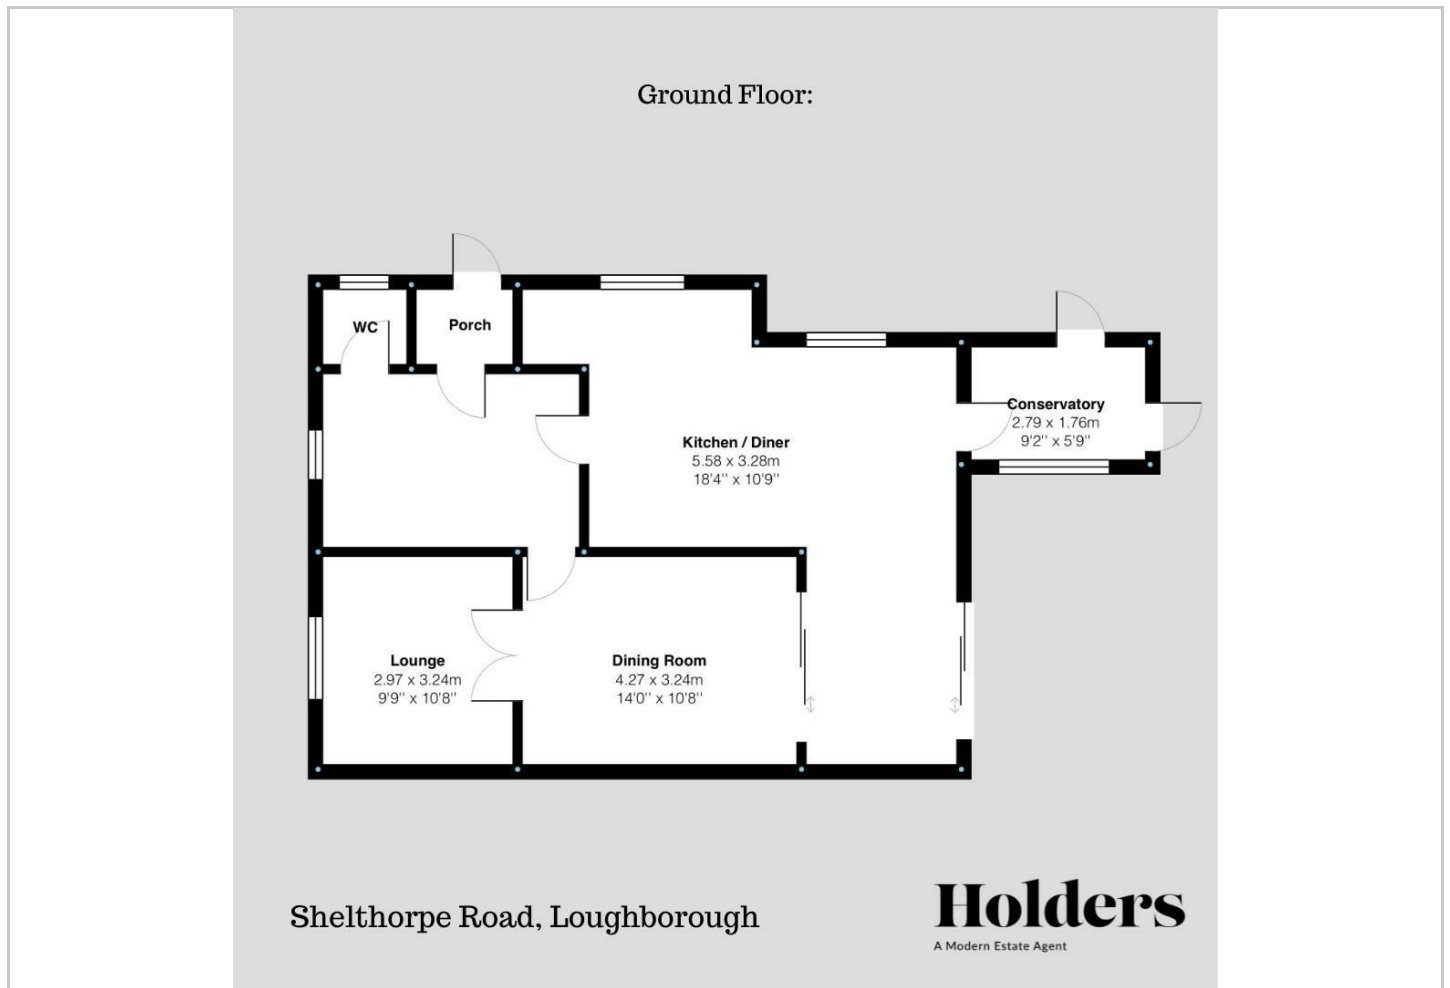 Ground Floor:
WC
Porch
Conservatory
2.79 x 1.76m
9'2'' x 5'9''
Kitchen / Diner
5.58 x 3.28m
18'4'' x 10'9''
Lounge
2.97 x 3.24m
9'9'' x 10'8''
Dining Room
4.27 x 3.24m
14'0'' x 10'8''
Shelthorpe Road, Loughborough
Holders
A Modern Estate Agent